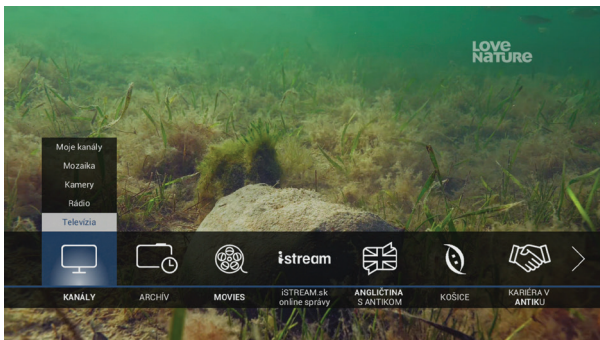 LOVE
NATURE
Moje kanály
Mozaika
Kamery
Rádio
Televízia
istream
KANÁLY
ARCHÍV
MOVIES
iSTREAM.sk
online správy
ANGLIČTINA
S ANTIKOM
KOŠICE
KARIÉRA V
ANTIKU